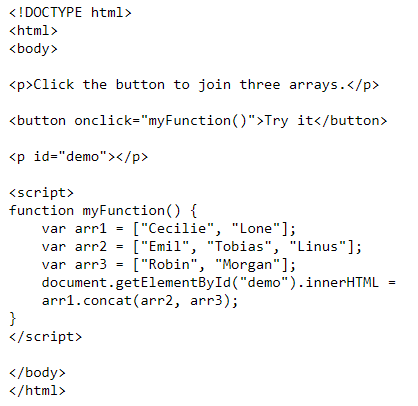 <!DOCTYPE html>
<html>
<body>
<p>Click the button to join three arrays.</p>
<button onclick="myFunction()">Try it</button>
<p id="demo"></p>
<script>
function myFunction() {
    var arr1 = ["Cecilie", "Lone"];
    var arr2 = ["Emil", "Tobias", "Linus"];
    var arr3 = ["Robin", "Morgan"];
    document.getElementById("demo").innerHTML =
    arr1.concat(arr2, arr3);
}
</script>
</body>
</html>